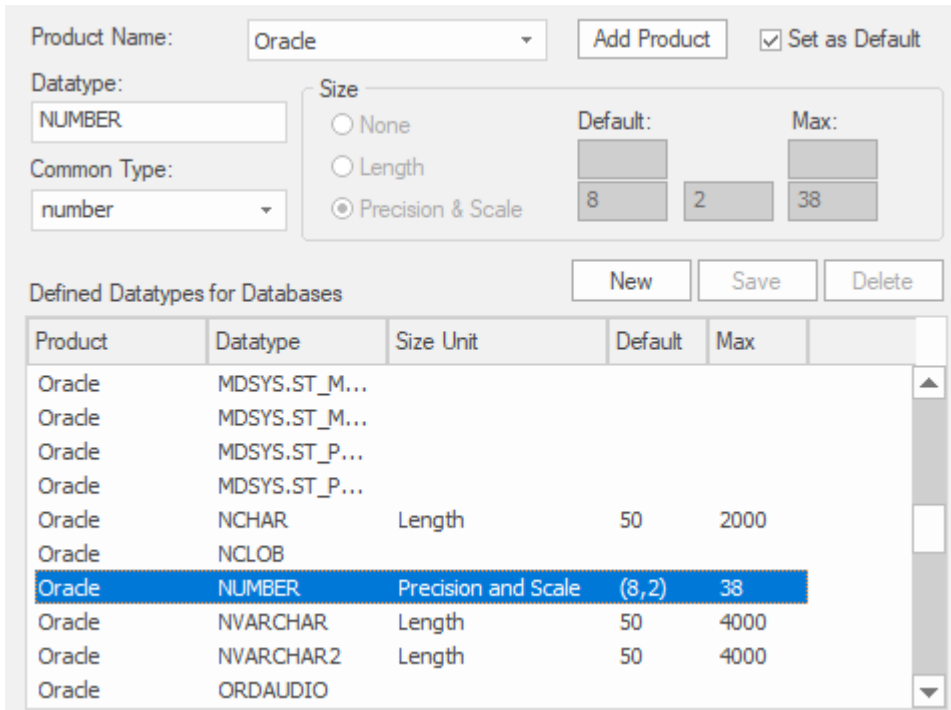 Product Name: Oracle Add Product Set as Default
Datatype: Size
NUMBER None Default: Max:
Common Type: Length
number Precision & Scale 8 2 38
New Save Delete
Defined Datatypes for Databases
Product Datatype Size Unit Default Max
Oracle MDSYS.ST_M...
Oracle MDSYS.ST_M...
Oracle MDSYS.ST_P...
Oracle MDSYS.ST_P...
Oracle NCHAR Length 50 2000
Oracle NCLOB
Oracle NUMBER Precision and Scale (8,2) 38
Oracle NVARCHAR Length 50 4000
Oracle NVARCHAR2 Length 50 4000
Oracle ORDAUDIO